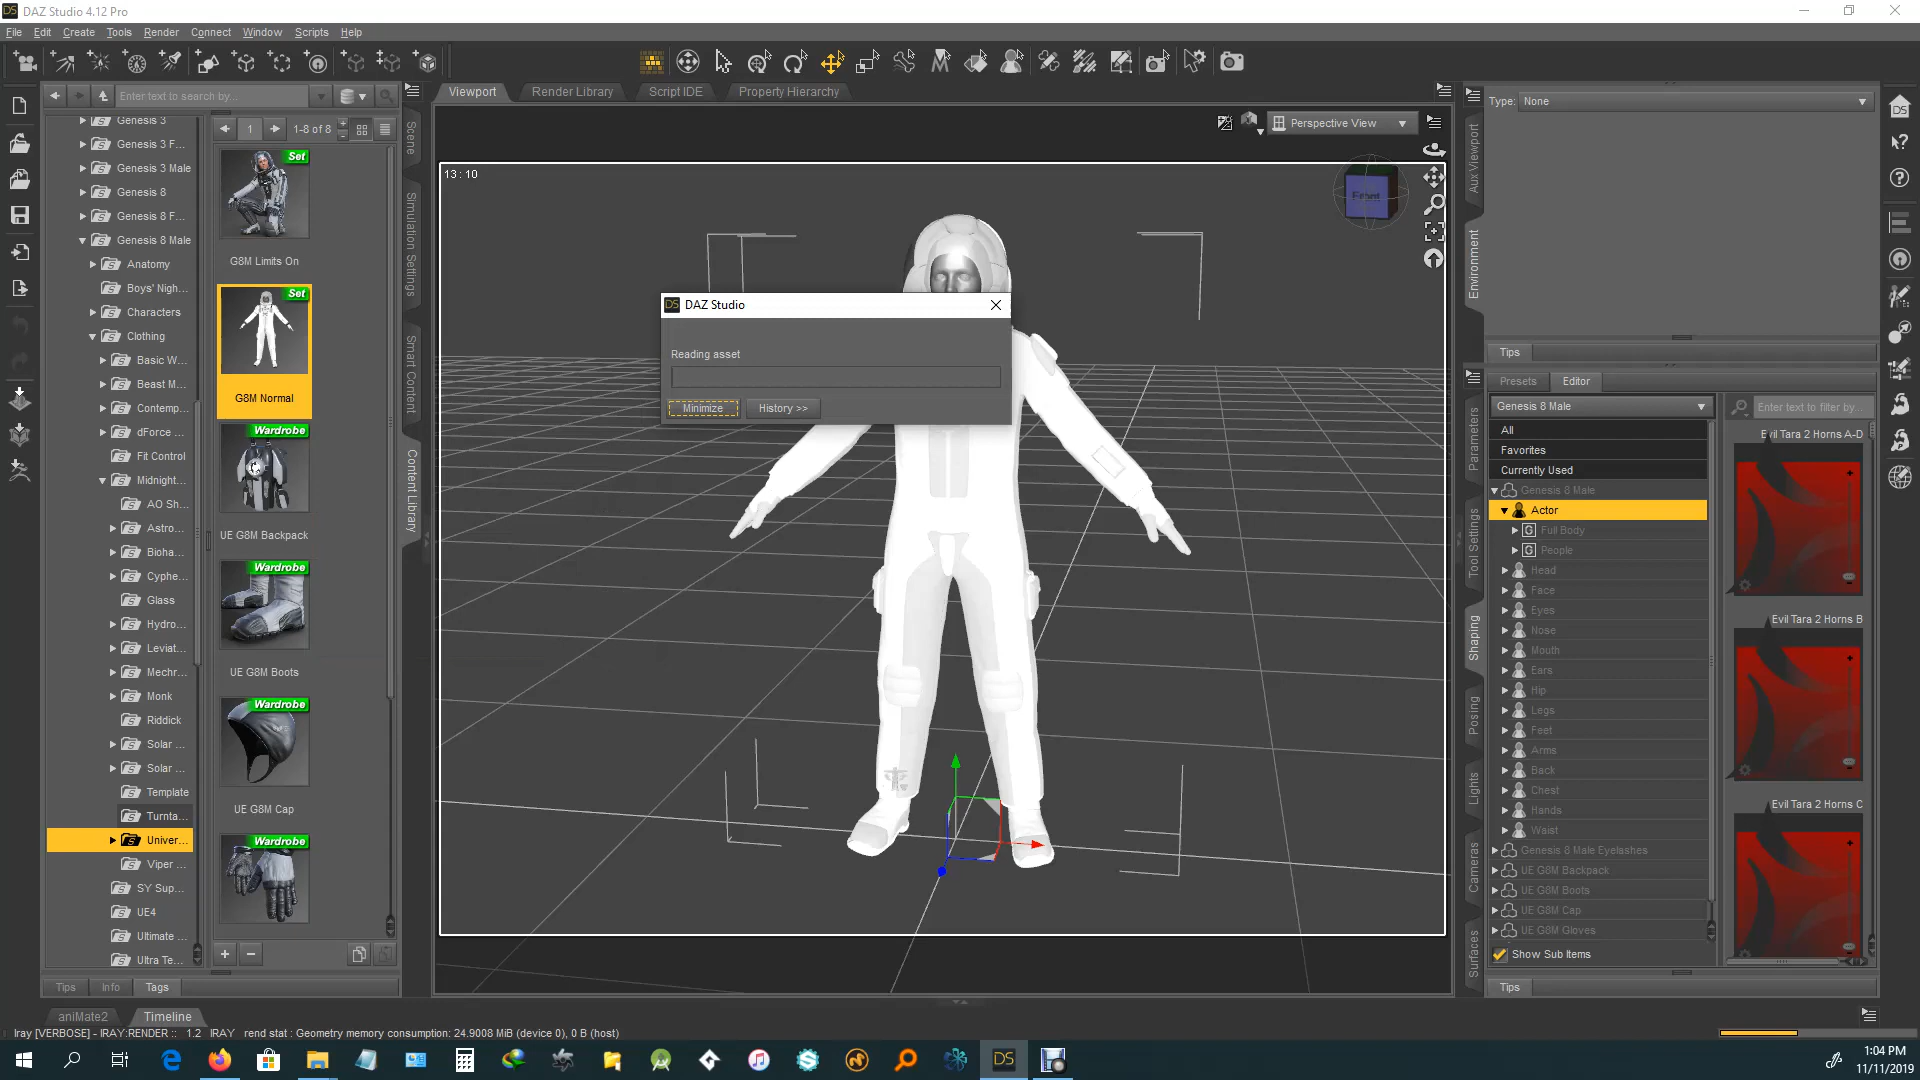 DAZ Studio 4.12 Pro
File Edit Create Tools Render Connect Window Scripts Help
Enter text to search by...
Genesis 3
Genesis 3 F...
Genesis 3 Male
Genesis 8
Genesis 8 F...
Genesis 8 Male
Anatomy
Boys' Nigh...
Characters
Clothing
Basic W...
Beast M...
Contemp...
dForce ...
Fit Control
Midnight...
AO Sh...
Astro...
Bioha...
Cyphe...
Glass
Hydro...
Leviat...
Mechr...
Monk
Riddick
Solar ...
Solar ...
Template
Turnta...
Univer...
Viper ...
SY Sup...
UE4
Ultimate ...
Ultra Te...
1
1-8 of 8
Set
G8M Limits On
Set
G8M Normal
Wardrobe
UE G8M Backpack
Wardrobe
UE G8M Boots
Wardrobe
UE G8M Cap
Wardrobe
Tips Info Tags
Scene
Simulation Settings
Smart Content
Content Library
Viewport Render Library Script IDE Property Hierarchy
Perspective View
13 : 10
Front
DAZ Studio
Reading asset
Minimize History >>
Aux Viewport
Environment
Type: None
Tips
Parameters
Tool Settings
Shaping
Posing
Lights
Cameras
Surfaces
Presets Editor
Genesis 8 Male
Enter text to filter by...
All
Favorites
Currently Used
Genesis 8 Male
Actor
Full Body
People
Head
Face
Eyes
Nose
Mouth
Ears
Hip
Legs
Feet
Arms
Back
Chest
Hands
Waist
Genesis 8 Male Eyelashes
UE G8M Backpack
UE G8M Boots
UE G8M Cap
UE G8M Gloves
Show Sub Items
Evil Tara 2 Horns A-D
Evil Tara 2 Horns B
Evil Tara 2 Horns C
Tips
aniMate2 Timeline
Iray [VERBOSE] - IRAY:RENDER :: 1.2 IRAY rend stat : Geometry memory consumption: 24.9008 MiB (device 0), 0 B (host)
DS
1:04 PM
11/11/2019